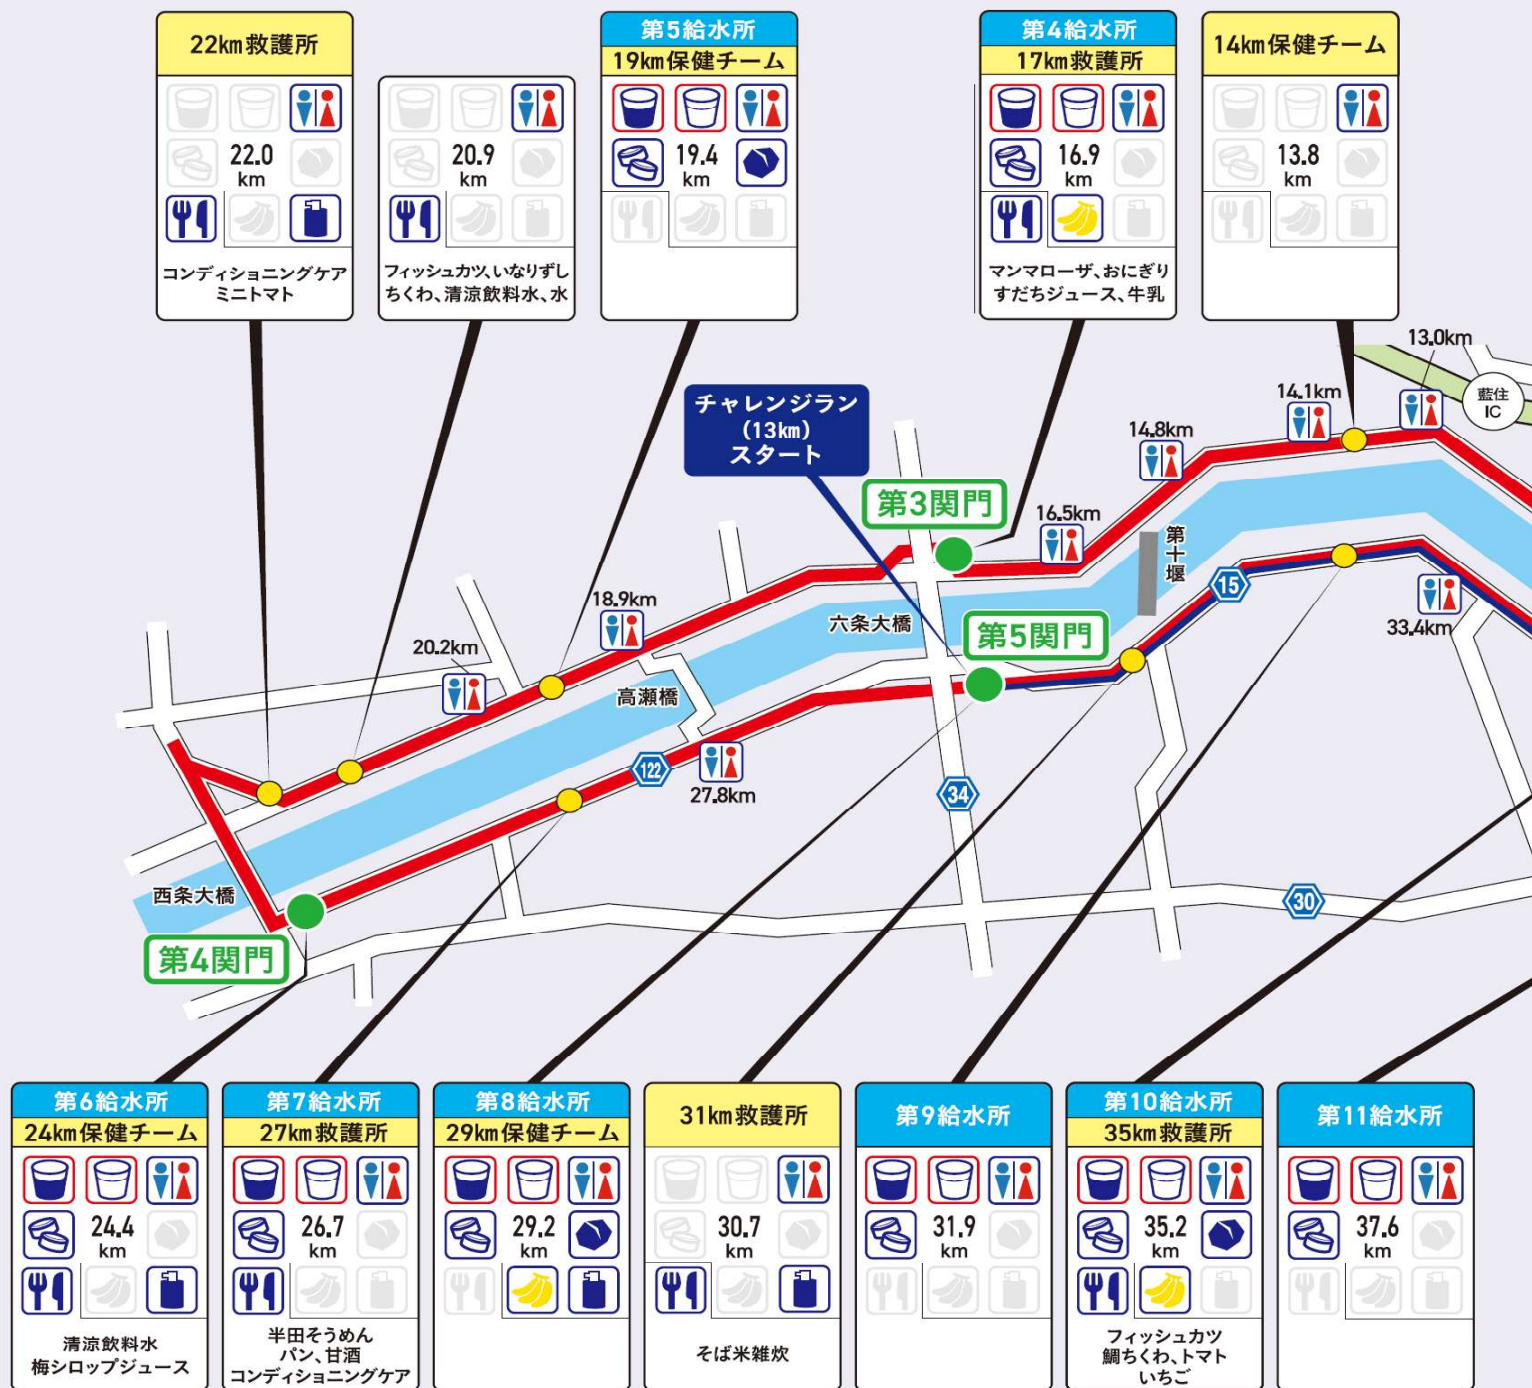 22km救護所
22.0
km
コンディショニングケア
ミニトマト
20.9
km
フィッシュカツ、いなりずし
ちくわ、清涼飲料水、水
第5給水所
19km保健チーム
19.4
km
第4給水所
17km救護所
16.9
km
マンマローザ、おにぎり
すだちジュース、牛乳
14km保健チーム
13.8
km
13.0km
藍住
IC
14.1km
14.8km
チャレンジラン
(13km)
スタート
第3関門
16.5km
第十堰
15
33.4km
18.9km
六条大橋
第5関門
20.2km
高瀬橋
122
27.8km
34
西条大橋
30
第4関門
第6給水所
24km保健チーム
24.4
km
清涼飲料水
梅シロップジュース
第7給水所
27km救護所
26.7
km
半田そうめん
パン、甘酒
コンディショニングケア
第8給水所
29km保健チーム
29.2
km
31km救護所
30.7
km
そば米雑炊
第9給水所
31.9
km
第10給水所
35km救護所
35.2
km
フィッシュカツ
鯛ちくわ、トマト
いちご
第11給水所
37.6
km